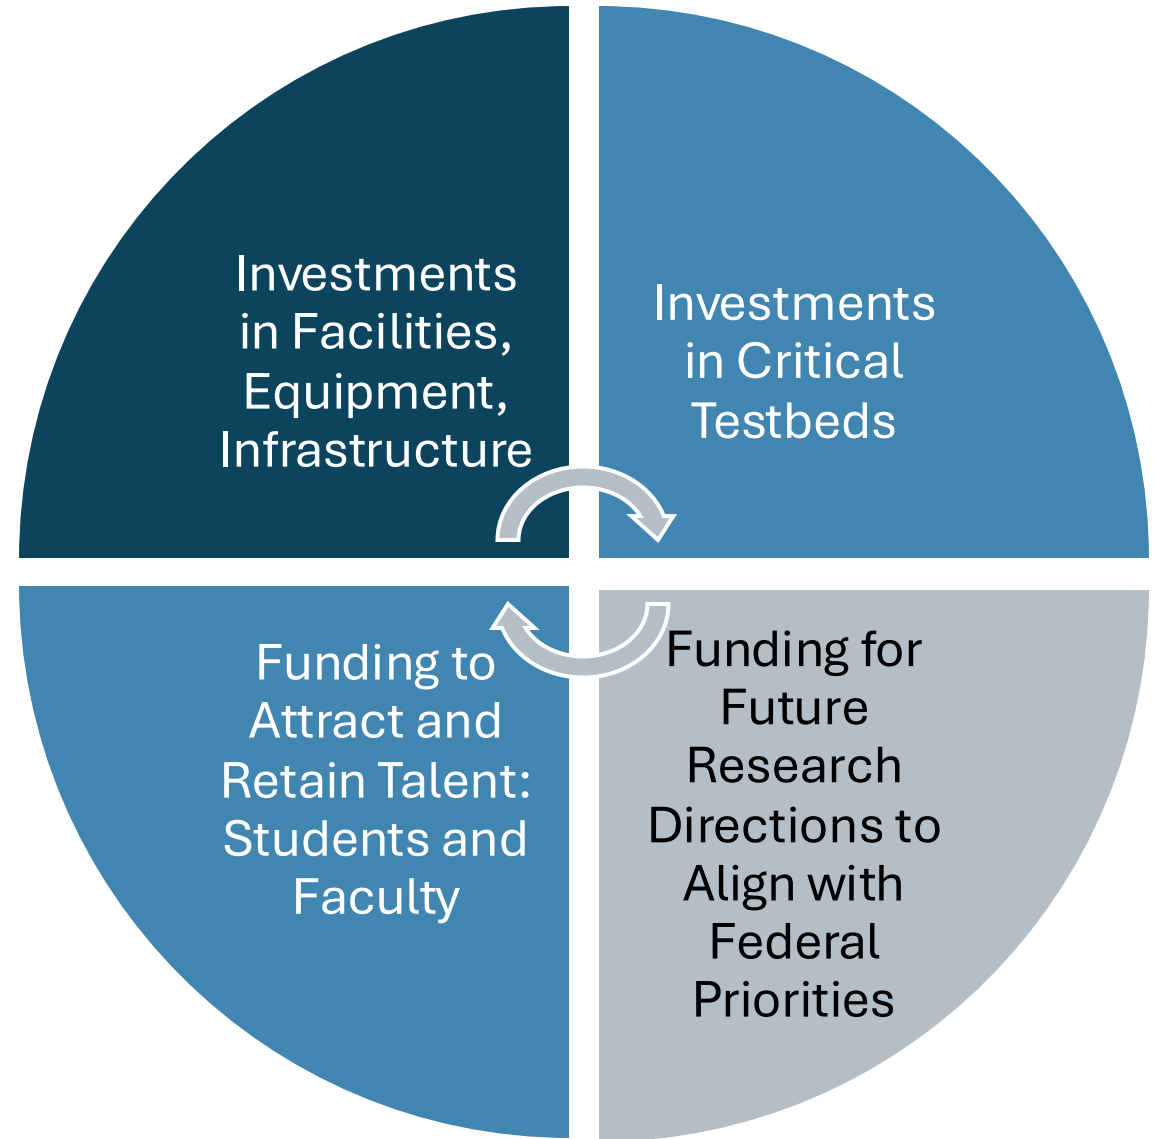 Investments
in Facilities,
Equipment,
Infrastructure
Investments
in Critical
Testbeds
Funding to
Attract and
Retain Talent:
Students and
Faculty
Funding for
Future
Research
Directions to
Align with
Federal
Priorities